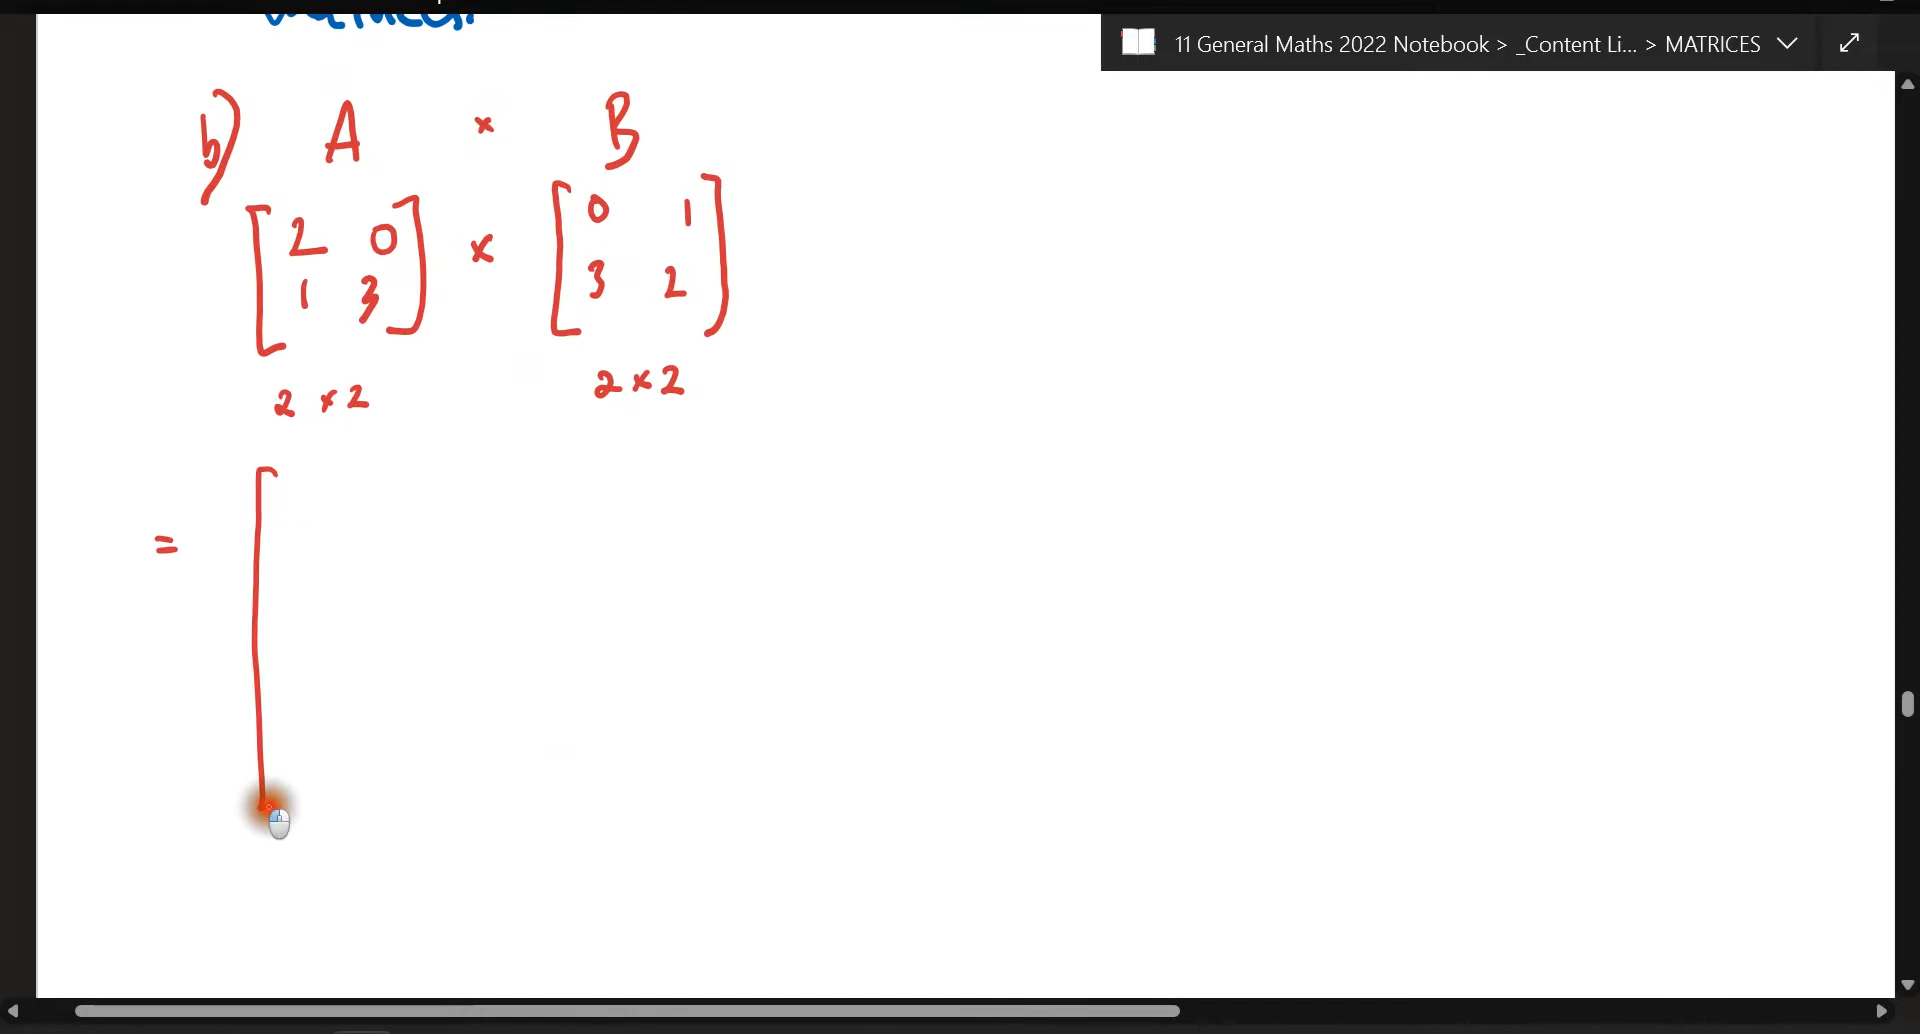 11 General Maths 2022 Notebook > _Content Li... > MATRICES
b) A × B
[2 0 × [0 1
1 3] 3 2]
2 × 2 2 × 2
= [